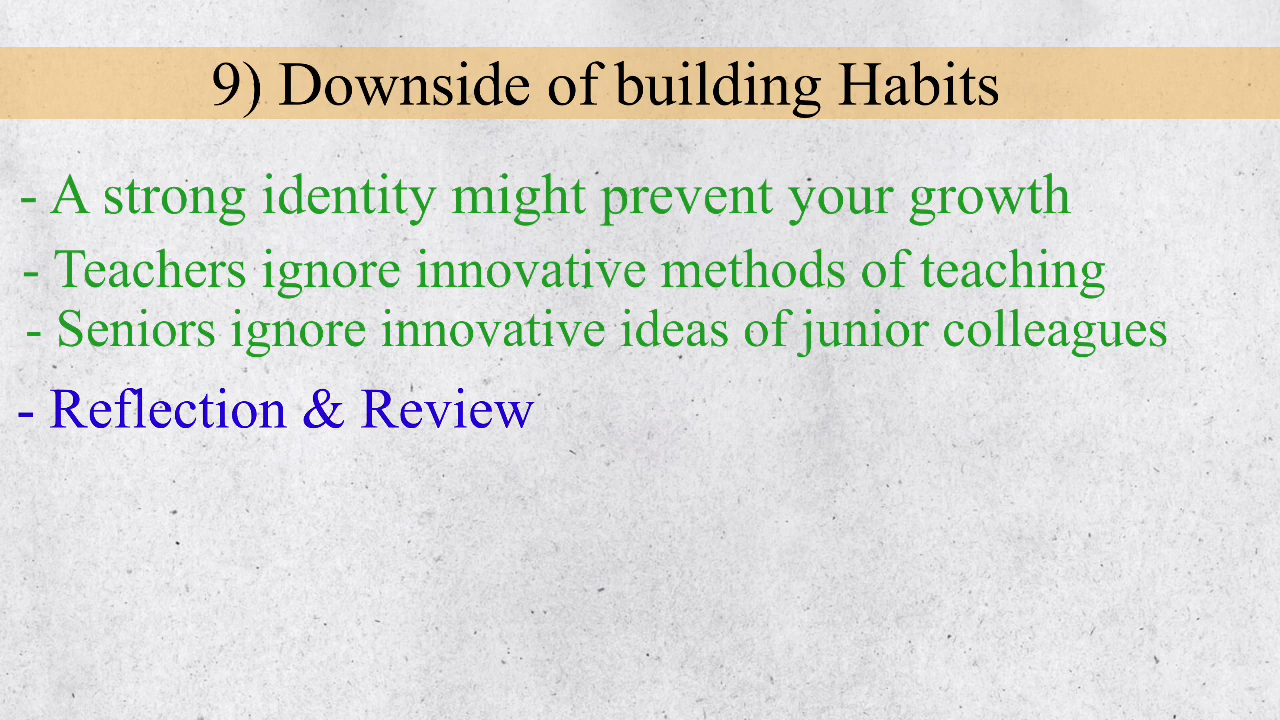 9) Downside of building Habits
- A strong identity might prevent your growth
- Teachers ignore innovative methods of teaching
- Seniors ignore innovative ideas of junior colleagues
- Reflection & Review